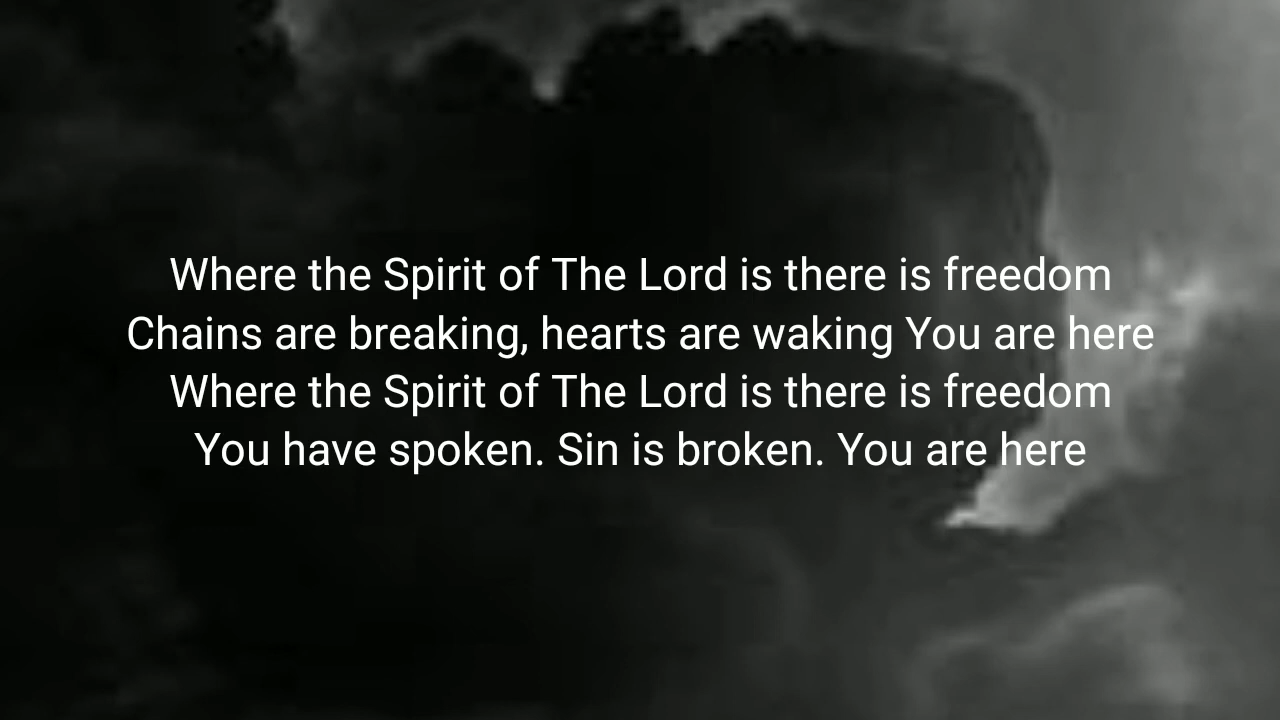 Where the Spirit of The Lord is there is freedom
Chains are breaking, hearts are waking You are here
Where the Spirit of The Lord is there is freedom
You have spoken. Sin is broken. You are here